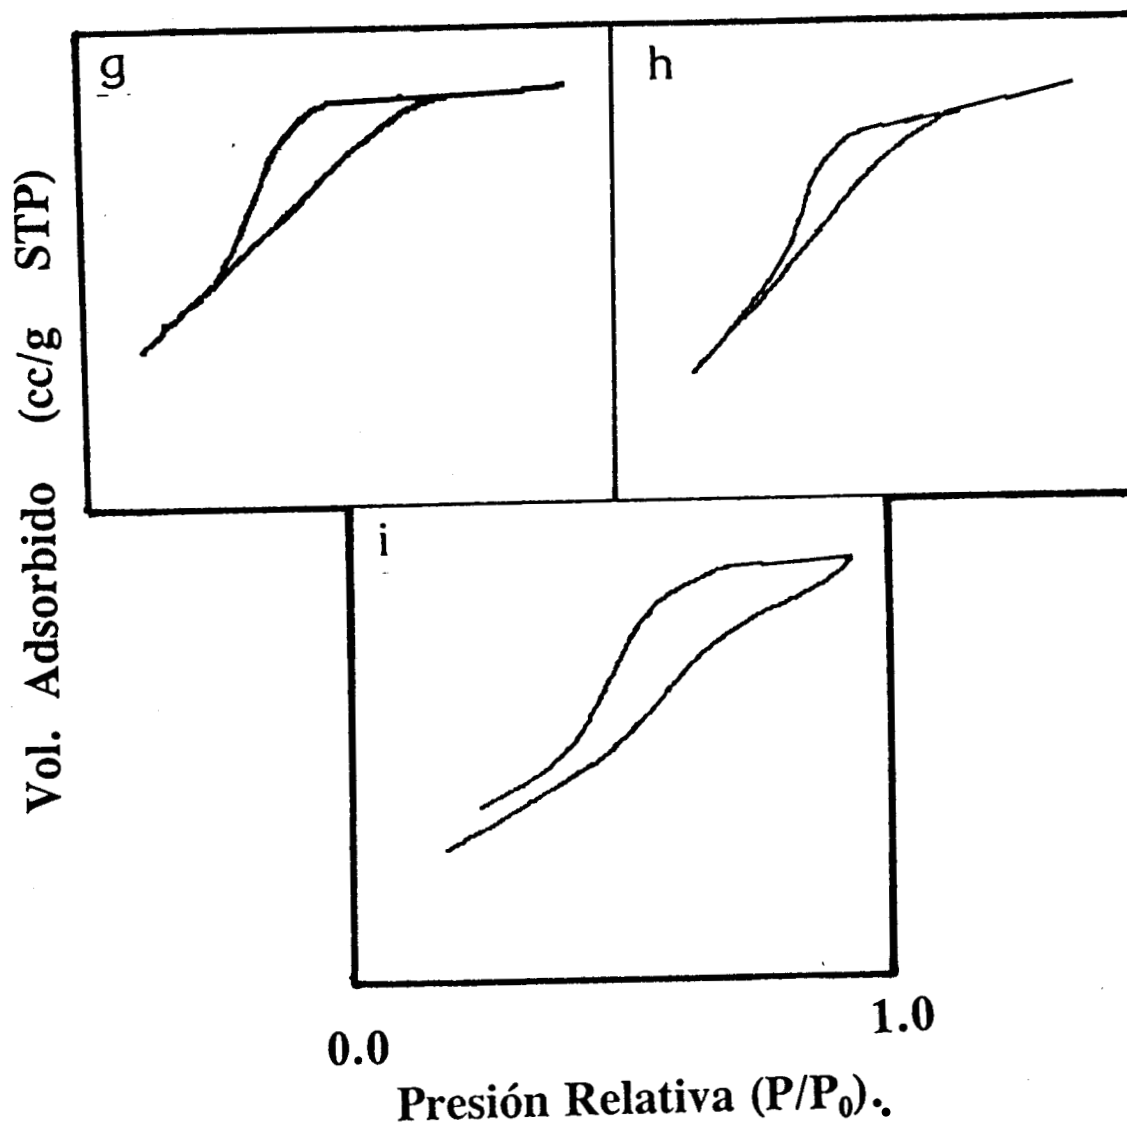 g
h
Vol. Adsorbido (cc/g STP)
i
0.0
1.0
Presión Relativa (P/P₀).